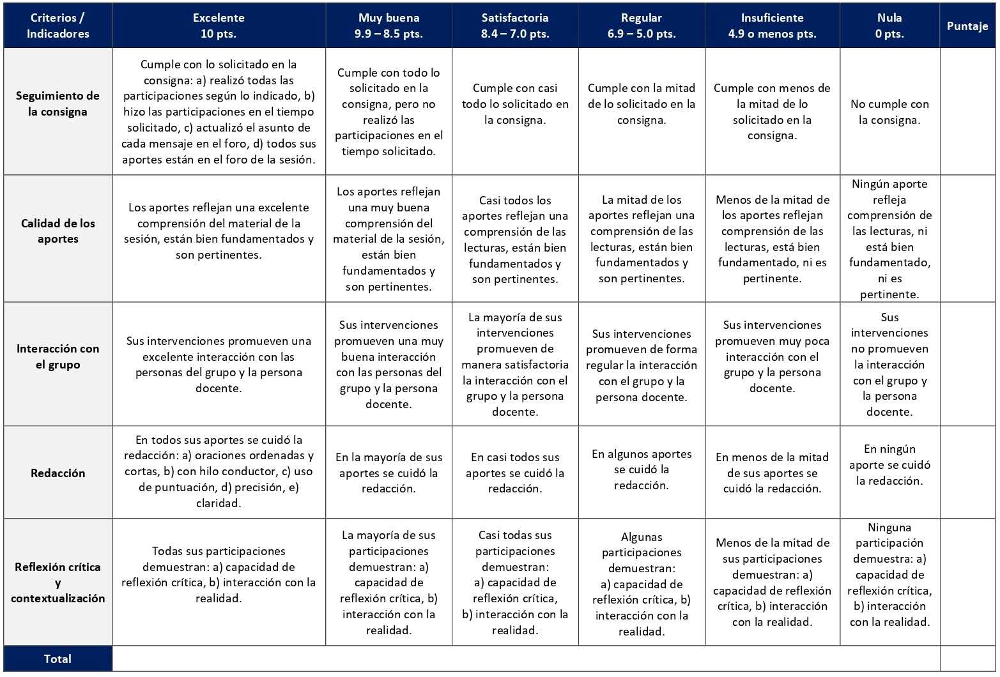 Criterios /
Indicadores
Excelente
10 pts.
Muy buena
9.9 – 8.5 pts.
Satisfactoria
8.4 – 7.0 pts.
Regular
6.9 – 5.0 pts.
Insuficiente
4.9 o menos pts.
Nula
0 pts.
Puntaje
Seguimiento de
la consigna
Cumple con lo solicitado en la
consigna: a) realizó todas las
participaciones según lo indicado, b)
hizo las participaciones en el tiempo
solicitado, c) actualizó el asunto de
cada mensaje en el foro, d) todos sus
aportes están en el foro de la sesión.
Cumple con todo lo
solicitado en la
consigna, pero no
realizó las
participaciones en el
tiempo solicitado.
Cumple con casi
todo lo solicitado en
la consigna.
Cumple con la mitad
de lo solicitado en la
consigna.
Cumple con menos de
la mitad de lo
solicitado en la
consigna.
No cumple con
la consigna.
Calidad de los
aportes
Los aportes reflejan una excelente
comprensión del material de la
sesión, están bien fundamentados y
son pertinentes.
Los aportes reflejan
una muy buena
comprensión del
material de la sesión,
están bien
fundamentados y
son pertinentes.
Casi todos los
aportes reflejan una
comprensión de las
lecturas, están bien
fundamentados y
son pertinentes.
La mitad de los
aportes reflejan una
comprensión de las
lecturas, están bien
fundamentados y
son pertinentes.
Menos de la mitad de
los aportes reflejan
comprensión de las
lecturas, está bien
fundamentado, ni es
pertinente.
Ningún aporte
refleja
comprensión de
las lecturas, ni
está bien
fundamentado,
ni es
pertinente.
Interacción con
el grupo
Sus intervenciones promueven una
excelente interacción con las
personas del grupo y la persona
docente.
Sus intervenciones
promueven una muy
buena interacción
con las personas del
grupo y la persona
docente.
La mayoría de sus
intervenciones
promueven de
manera satisfactoria
la interacción con el
grupo y la persona
docente.
Sus intervenciones
promueven de forma
regular la interacción
con el grupo y la
persona docente.
Sus intervenciones
promueven muy poca
interacción con el
grupo y la persona
docente.
Sus
intervenciones
no promueven
la interacción
con el grupo y
la persona
docente.
Redacción
En todos sus aportes se cuidó la
redacción: a) oraciones ordenadas y
cortas, b) con hilo conductor, c) uso
de puntuación, d) precisión, e)
claridad.
En la mayoría de sus
aportes se cuidó la
redacción.
En casi todos sus
aportes se cuidó la
redacción.
En algunos aportes
se cuidó la
redacción.
En menos de la mitad
de sus aportes se
cuidó la redacción.
En ningún
aporte se cuidó
la redacción.
Reflexión crítica
y
contextualización
Todas sus participaciones
demuestran: a) capacidad de
reflexión crítica, b) interacción con la
realidad.
La mayoría de sus
participaciones
demuestran: a)
capacidad de
reflexión crítica, b)
interacción con la
realidad.
Casi todas sus
participaciones
demuestran:
a) capacidad de
reflexión crítica,
b) interacción con la
realidad.
Algunas
participaciones
demuestran:
a) capacidad de
reflexión crítica, b)
interacción con la
realidad.
Menos de la mitad de
sus participaciones
demuestran: a)
capacidad de reflexión
crítica, b) interacción
con la realidad.
Ninguna
participación
demuestra: a)
capacidad de
reflexión crítica,
b) interacción
con la realidad.
Total